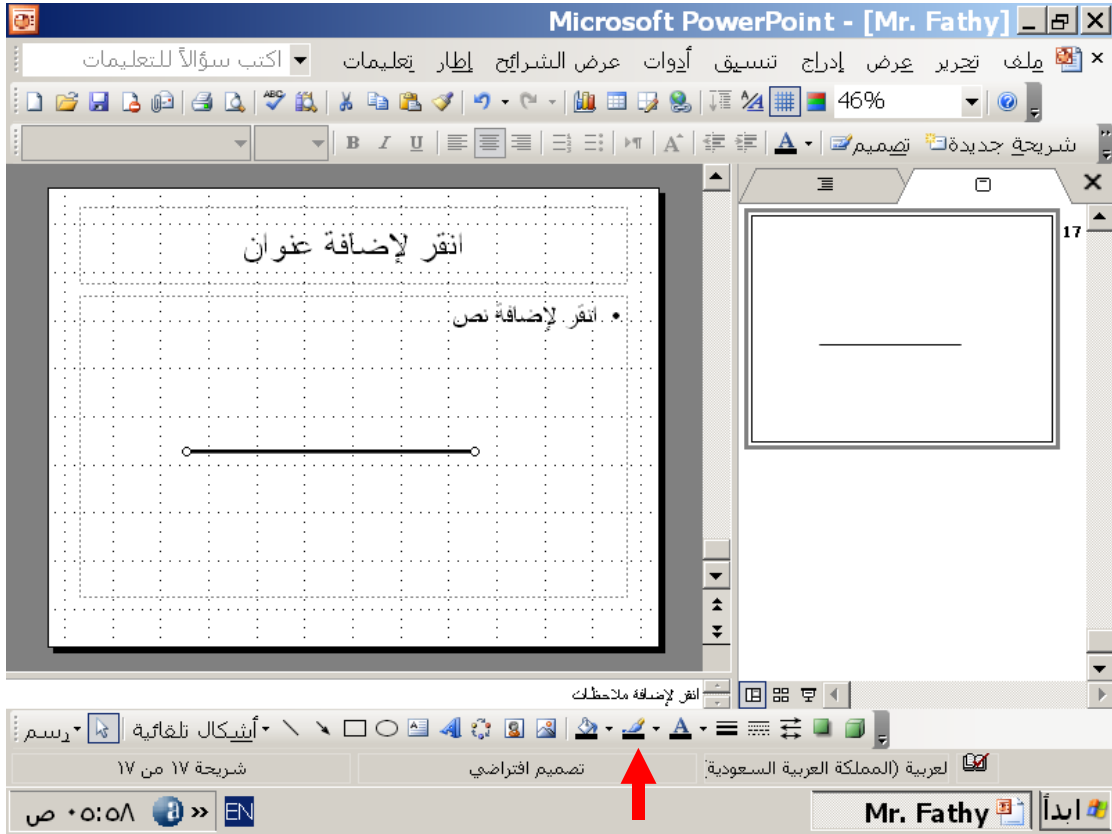 Microsoft PowerPoint - [Mr. Fathy]
ملف تحرير عرض إدراج تنسيق أدوات عرض الشرائح إطار تعليمات اكتب سؤالاً للتعليمات
ABC 46%
B I U A A شريحة جديدة تصميم
17
انقر لإضافة عنوان
• انقر لإضافة نص
انقر لإضافة ملاحظات
رسم أشكال تلقائية A A
شريحة ١٧ من ١٧ تصميم افتراضي لعربية (المملكة العربية السعودية
ابدأ Mr. Fathy EN « ٠٥:٥٨ ص